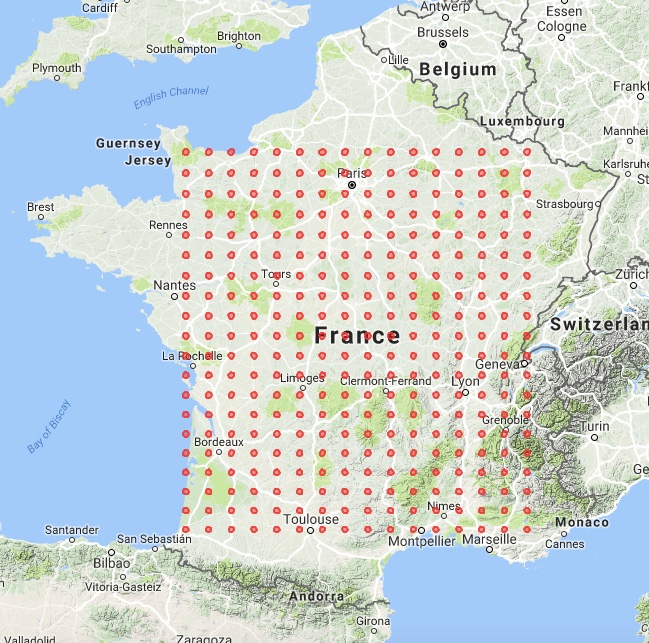 Cardiff
Antwerp
Essen
Brighton
Southampton
Brussels
Cologne
Plymouth
Lille
Belgium
Frankf
English Channel
Luxembourg
Mannhei
Guernsey
Jersey
Paris
Karlsruhe
St
Brest
Strasbourg
Rennes
Tours
Zürich
Nantes
Switzerlan
France
La Rochelle
Geneva
Limoges
Clermont-Ferrand
Lyon
Bay of Biscay
Grenoble
Turin
Bordeaux
Ge
Nimes
Toulouse
Monaco
Santander
San Sebastián
Montpellier
Marseille
Cannes
Bilbao
Vitoria-Gasteiz
Andorra
Girona
Valladolid
Zaragoza